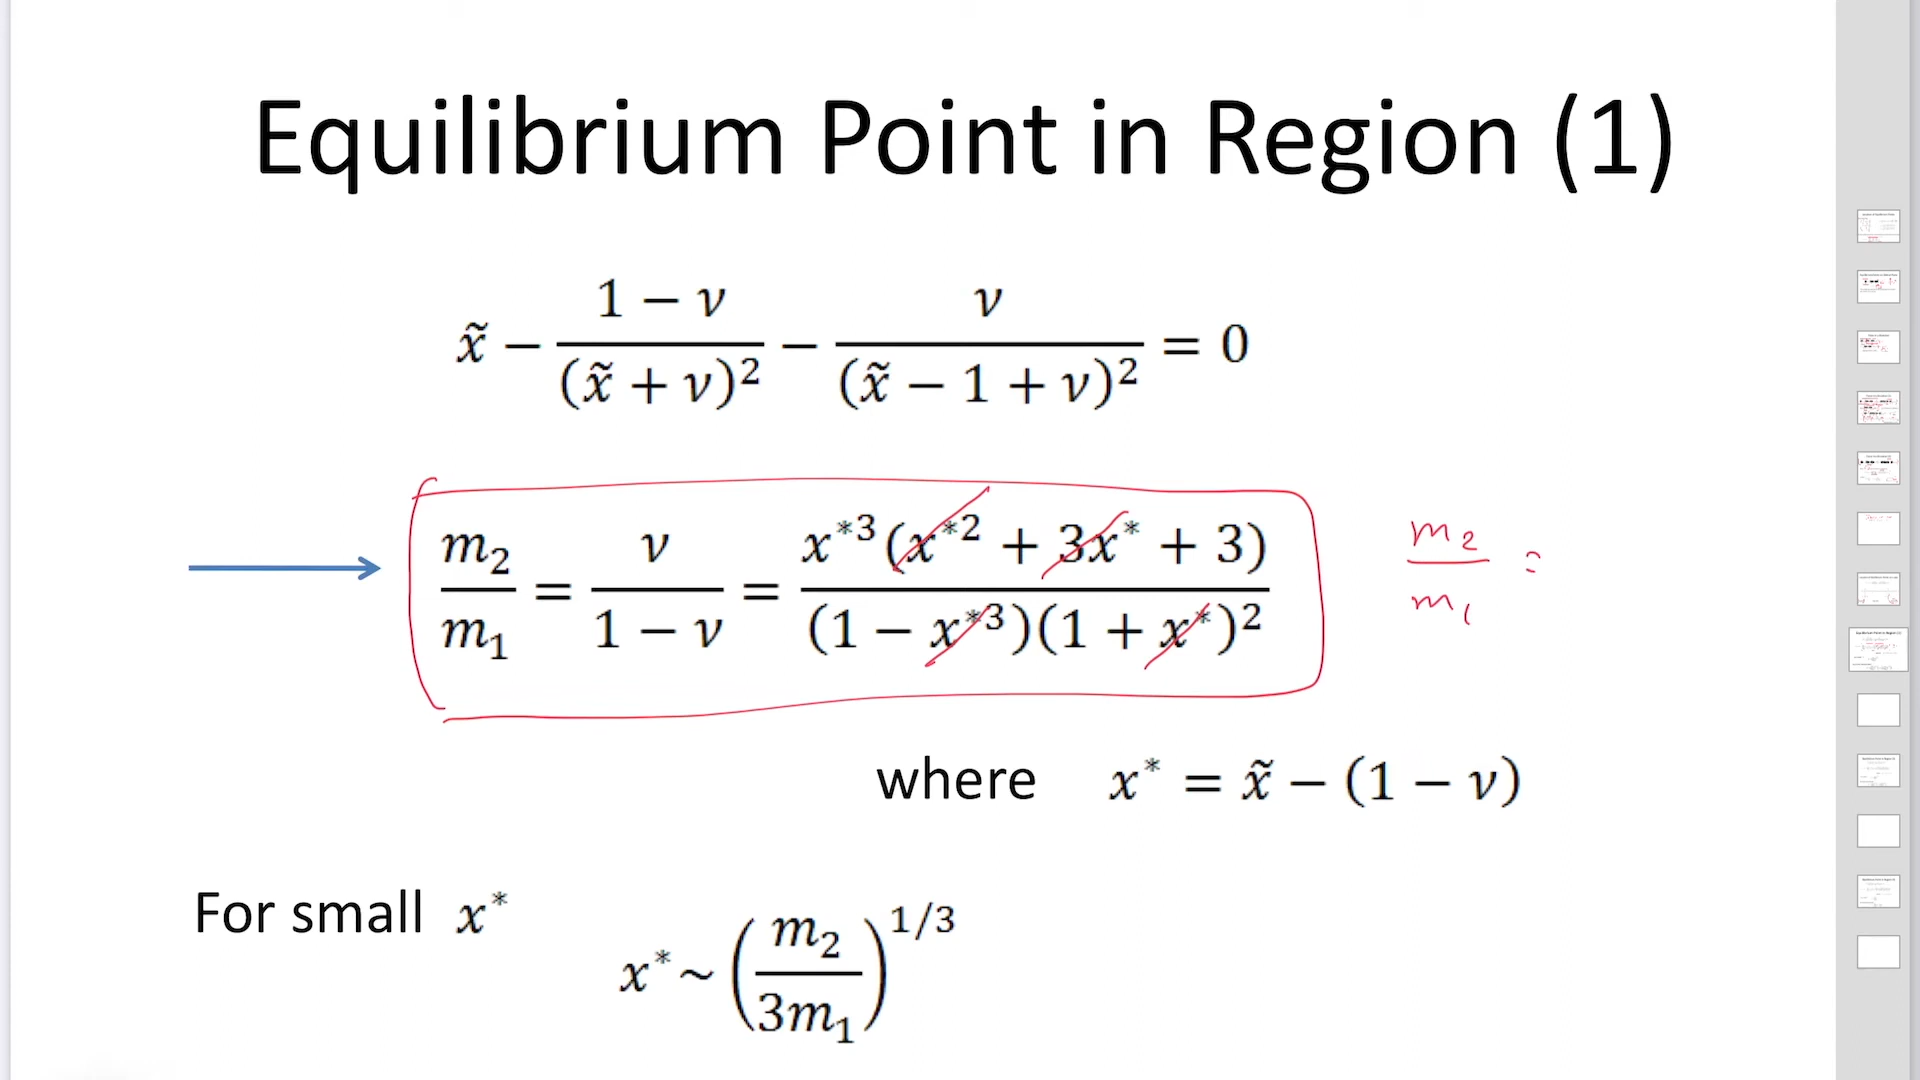 Equilibrium Point in Region (1)
x̃ − (1 − ν)/(x̃ + ν)² − ν/(x̃ − 1 + ν)² = 0
m₂/m₁ = ν/(1 − ν) = x*³(x*² + 3x* + 3)/((1 − x*³)(1 + x*)²)
m₂/m₁ =
where x* = x̃ − (1 − ν)
For small x*
x* ~ (m₂/3m₁)^1/3